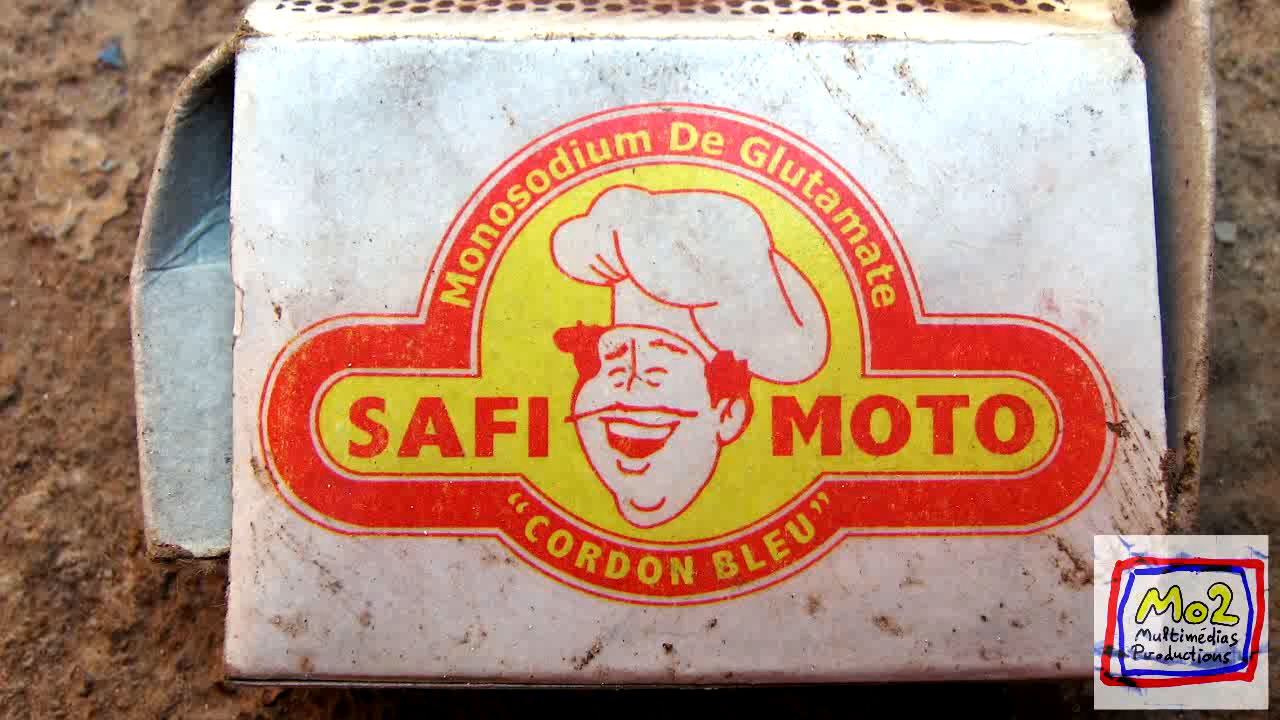 Monosodium De Glutamate
SAFI MOTO
"CORDON BLEU"
Mo2
Multimédias
Productions